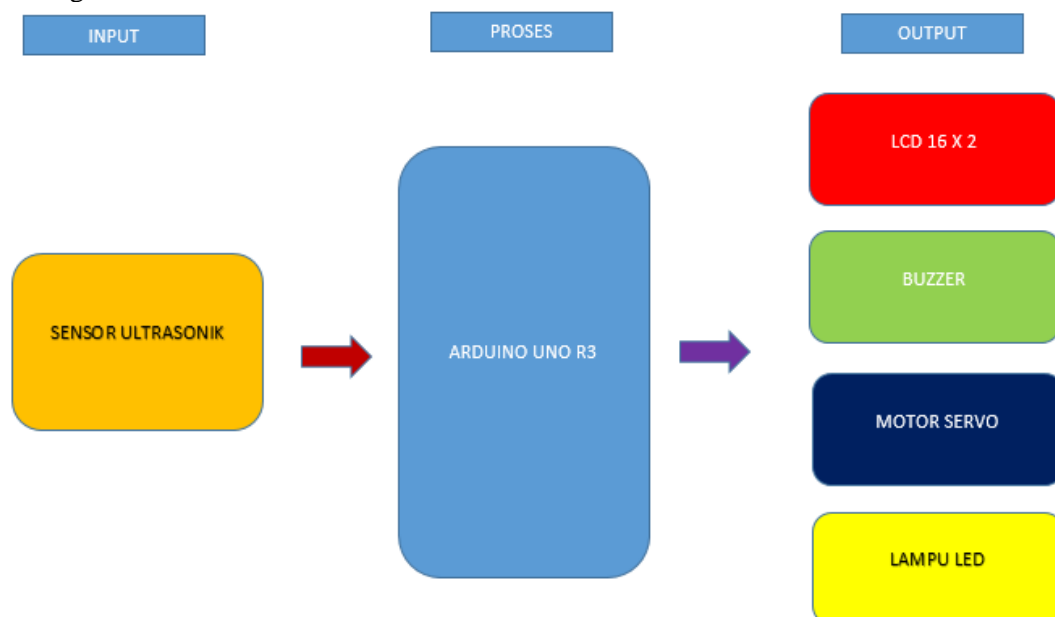 INPUT
PROSES
OUTPUT
LCD 16 X 2
BUZZER
SENSOR ULTRASONIK
ARDUINO UNO R3
MOTOR SERVO
LAMPU LED